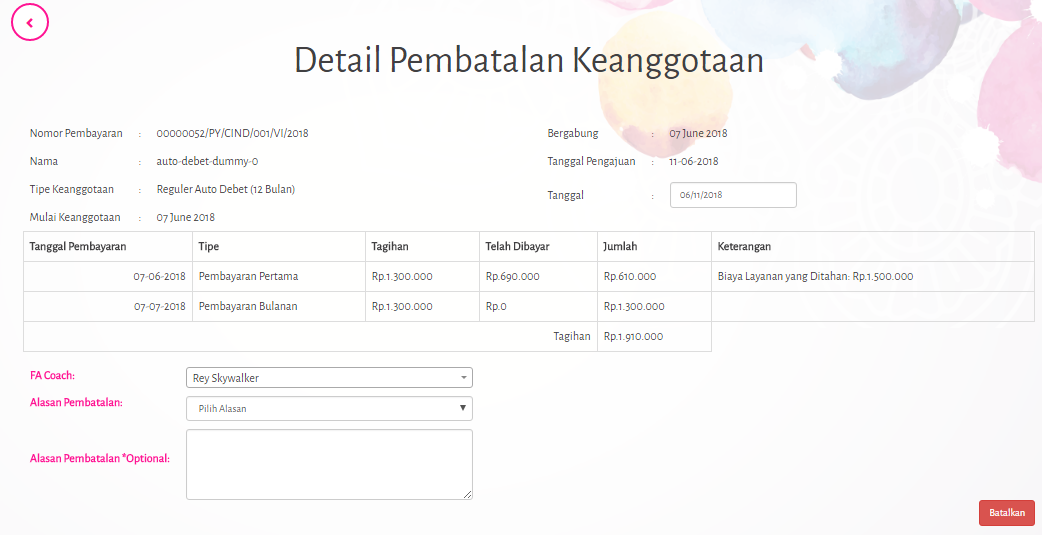 Detail Pembatalan Keanggotaan
Nomor Pembayaran : 00000052/PY/CIND/001/VI/2018 Bergabung : 07 June 2018
Nama : auto-debet-dummy-0 Tanggal Pengajuan : 11-06-2018
Tipe Keanggotaan : Reguler Auto Debet (12 Bulan) Tanggal : 06/11/2018
Mulai Keanggotaan : 07 June 2018
Tanggal Pembayaran Tipe Tagihan Telah Dibayar Jumlah Keterangan
07-06-2018 Pembayaran Pertama Rp.1.300.000 Rp.690.000 Rp.610.000 Biaya Layanan yang Ditahan: Rp.1.500.000
07-07-2018 Pembayaran Bulanan Rp.1.300.000 Rp.0 Rp.1.300.000
Tagihan Rp.1.910.000
FA Coach: Rey Skywalker
Alasan Pembatalan: Pilih Alasan
Alasan Pembatalan *Optional:
Batalkan